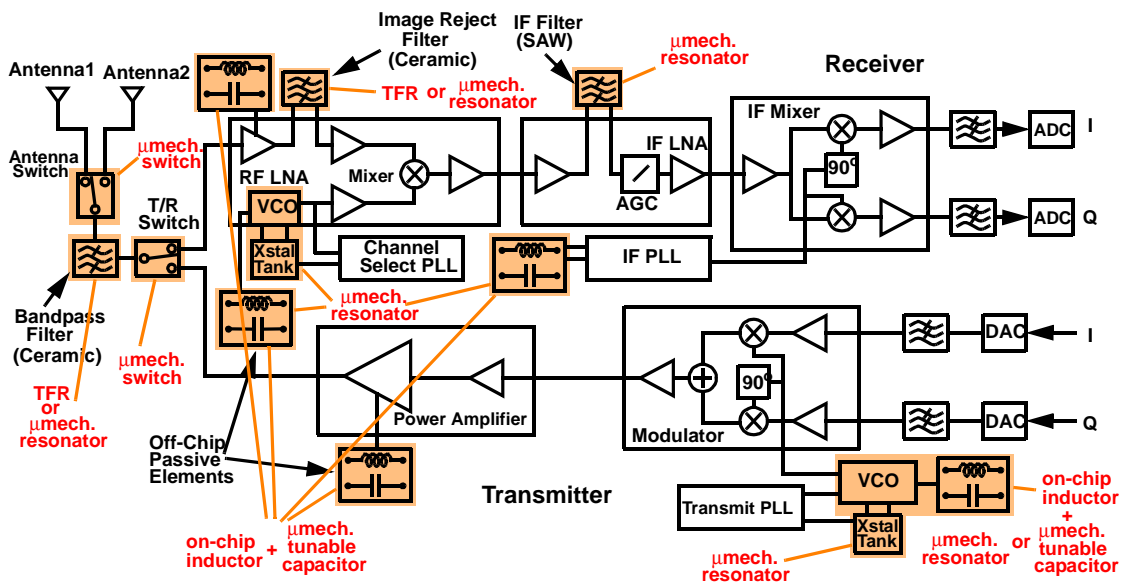 Antenna1
Antenna2
Image Reject
Filter
(Ceramic)
IF Filter
(SAW)
μmech.
resonator
TFR or μmech.
resonator
Receiver
μmech.
switch
Antenna
Switch
RF LNA
Mixer
VCO
Xstal
Tank
Channel
Select PLL
AGC
IF LNA
IF Mixer
90°
ADC
I
ADC
Q
T/R
Switch
IF PLL
μmech.
resonator
Bandpass
Filter
(Ceramic)
μmech.
switch
TFR
or
μmech.
resonator
Off-Chip
Passive
Elements
Power Amplifier
Modulator
90°
DAC
I
DAC
Q
Transmitter
on-chip
inductor
+
μmech.
tunable
capacitor
Transmit PLL
VCO
Xstal
Tank
μmech.
resonator
μmech.
resonator
or
on-chip
inductor
+
μmech.
tunable
capacitor